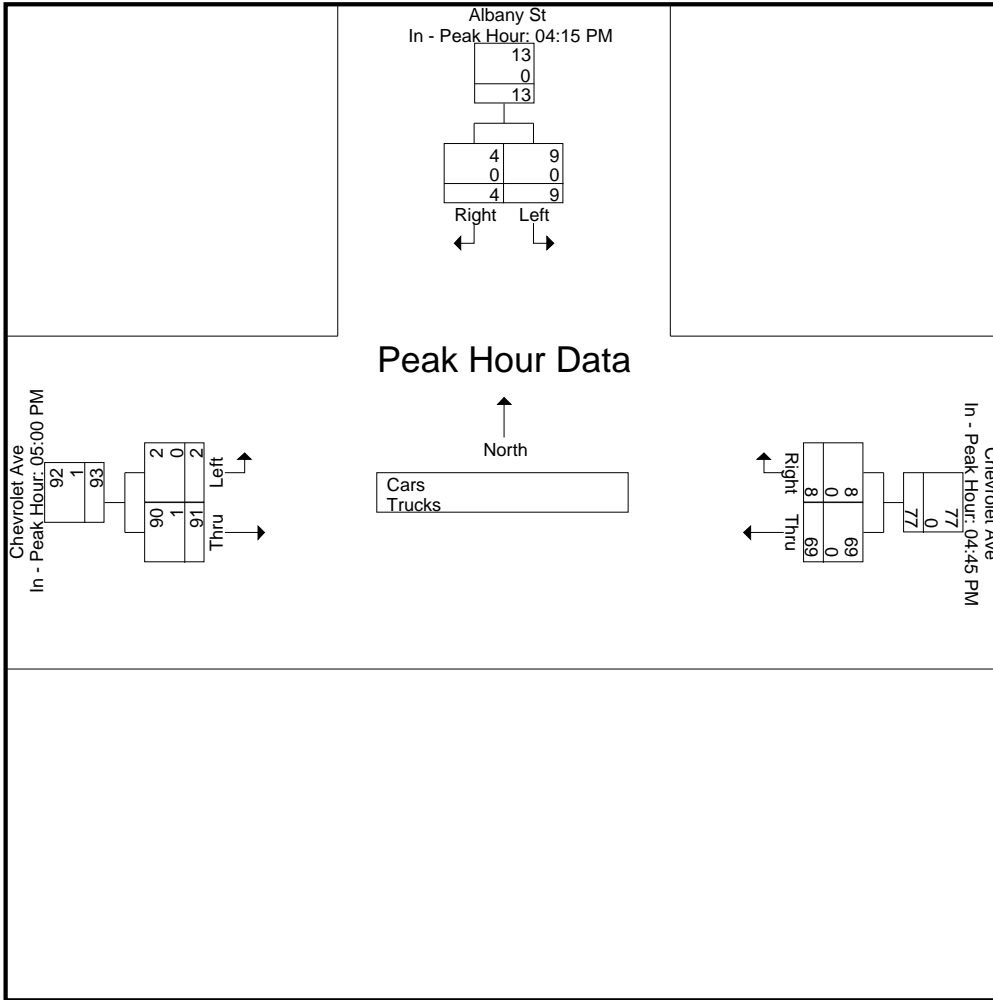 Albany St
In - Peak Hour: 04:15 PM
13
0
13
4 9
0 0
4 9
Right Left
Peak Hour Data
North
Cars
Trucks
Chevrolet Ave
In - Peak Hour: 05:00 PM
92
1
93
2 90
0 1
2 91
Left Thru
Chevrolet Ave
In - Peak Hour: 04:45 PM
77
0
77
8 69
0 0
8 69
Right Thru